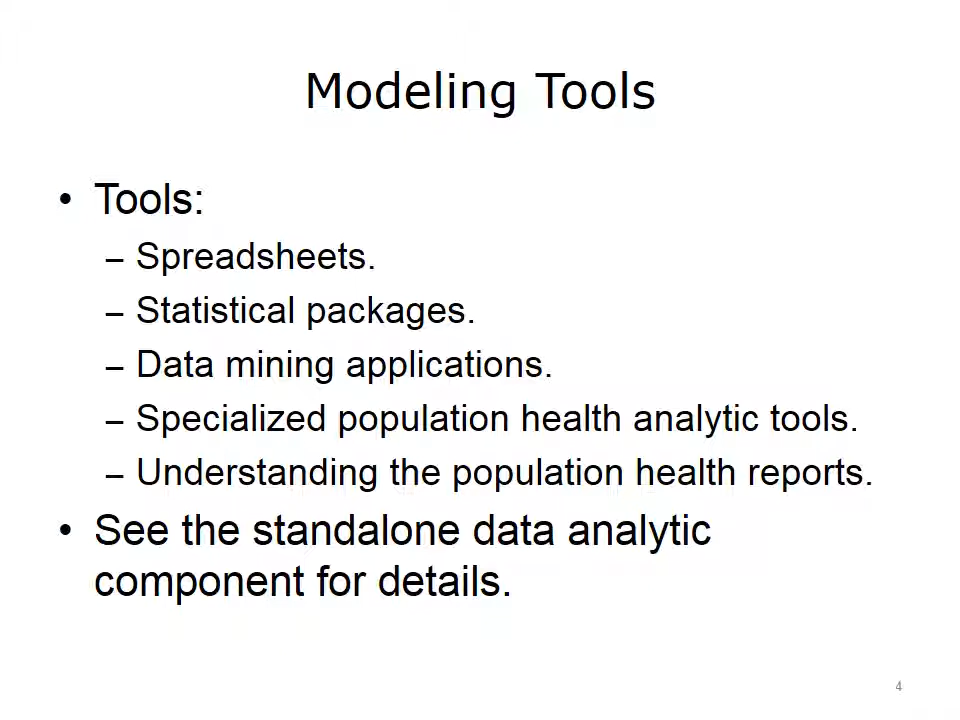 Modeling Tools
• Tools:
– Spreadsheets.
– Statistical packages.
– Data mining applications.
– Specialized population health analytic tools.
– Understanding the population health reports.
• See the standalone data analytic
component for details.
4